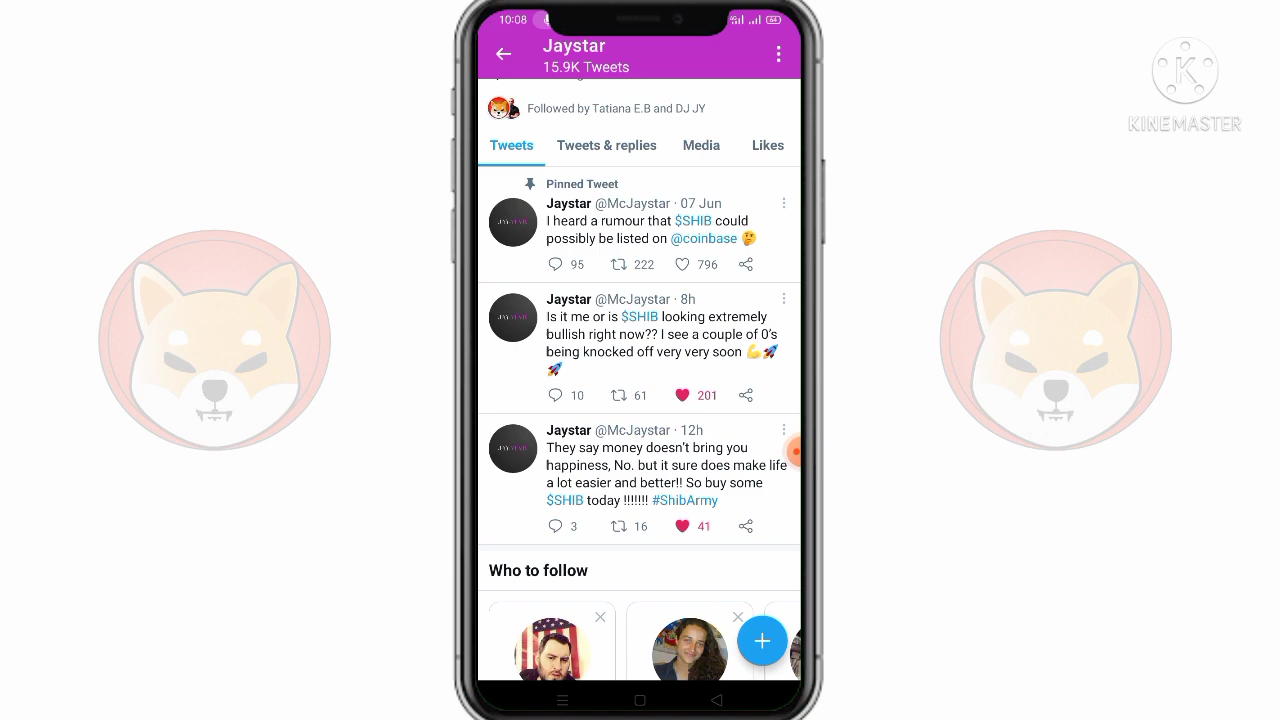 10:08
64
Jaystar
15.9K Tweets
KINEMASTER
Followed by Tatiana E.B and DJ JY
Tweets Tweets & replies Media Likes
Pinned Tweet
Jaystar @McJaystar · 07 Jun
I heard a rumour that $SHIB could
possibly be listed on @coinbase 🤔
95 222 796
Jaystar @McJaystar · 8h
Is it me or is $SHIB looking extremely
bullish right now?? I see a couple of 0's
being knocked off very very soon 💪🚀
🚀
10 61 201
Jaystar @McJaystar · 12h
They say money doesn't bring you
happiness, No. but it sure does make life
a lot easier and better!! So buy some
$SHIB today !!!!!!! #ShibArmy
3 16 41
Who to follow